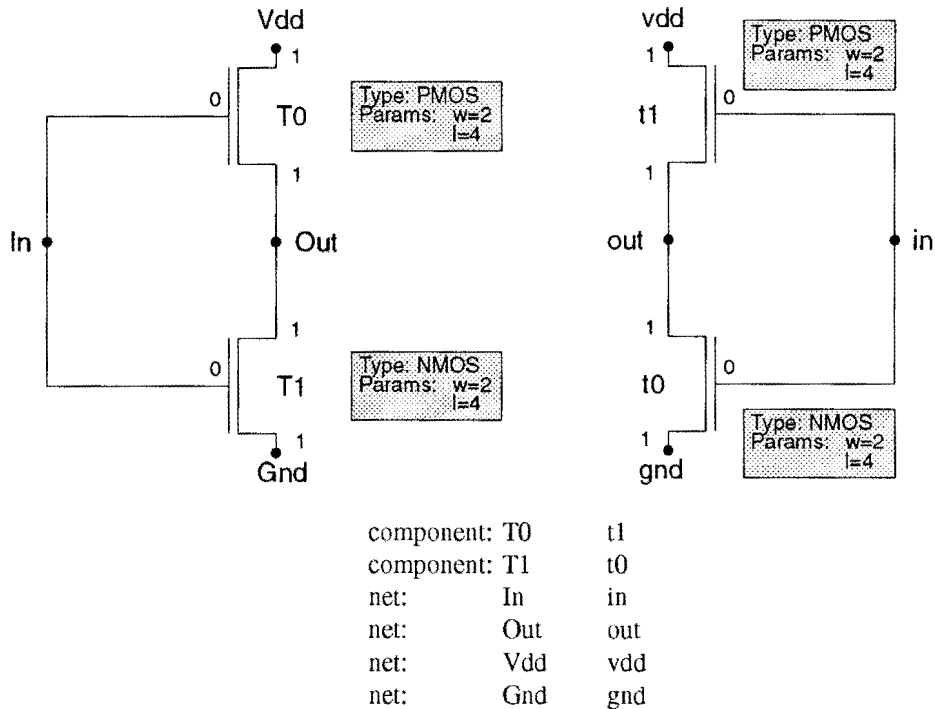 Vdd
1
0
T0
Type: PMOS
Params: w=2
l=4
1
In
Out
1
0
T1
Type: NMOS
Params: w=2
l=4
1
Gnd
vdd
1
Type: PMOS
Params: w=2
l=4
0
t1
1
out
in
1
0
t0
1
Type: NMOS
Params: w=2
l=4
gnd
component: T0 t1
component: T1 t0
net: In in
net: Out out
net: Vdd vdd
net: Gnd gnd